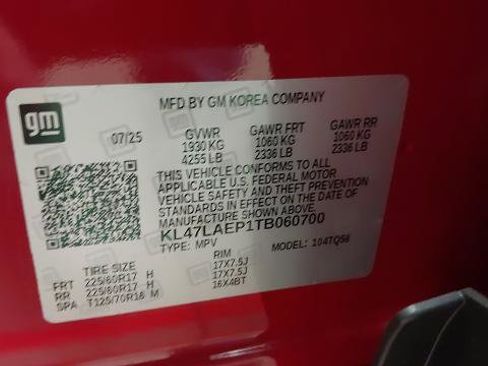 gm
MFD BY GM KOREA COMPANY
07/25 GVWR GAWR FRT GAWR RR
1930 KG 1060 KG 1060 KG
4255 LB 2336 LB 2336 LB
THIS VEHICLE CONFORMS TO ALL
APPLICABLE U.S. FEDERAL MOTOR
VEHICLE SAFETY AND THEFT PREVENTION
STANDARDS IN EFFECT ON THE DATE OF
MANUFACTURE SHOWN ABOVE.
KL47LAEP1TB060700
TYPE: MPV MODEL: 104TQ58
TIRE SIZE RIM
FRT 225/60R17 H 17X7.5J
RR 225/60R17 H 17X7.5J
SPA T125/70R16 M 16X4BT